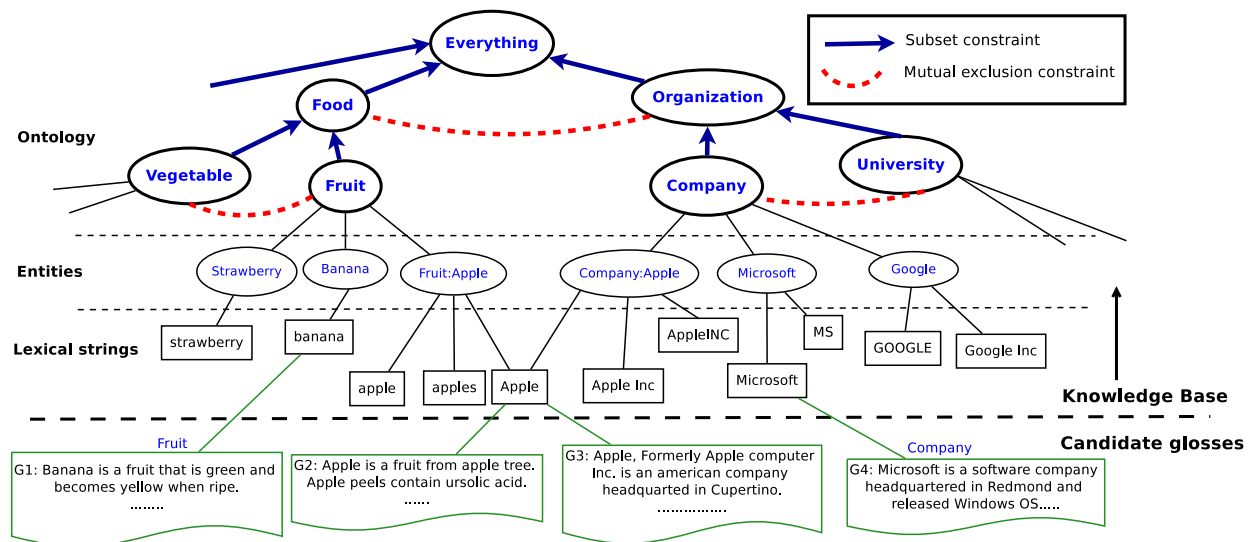 Everything
Subset constraint
Mutual exclusion constraint
Food
Organization
Ontology
Vegetable
Fruit
Company
University
Entities
Strawberry
Banana
Fruit:Apple
Company:Apple
Microsoft
Google
Lexical strings
strawberry
banana
AppleINC
MS
GOOGLE
Google Inc
apple
apples
Apple
Apple Inc
Microsoft
Knowledge Base
Candidate glosses
Fruit
G1: Banana is a fruit that is green and
becomes yellow when ripe.
........
G2: Apple is a fruit from apple tree.
Apple peels contain ursolic acid.
......
G3: Apple, Formerly Apple computer
Inc. is an american company
headquarted in Cupertino.
...............
Company
G4: Microsoft is a software company
headquartered in Redmond and
released Windows OS.....